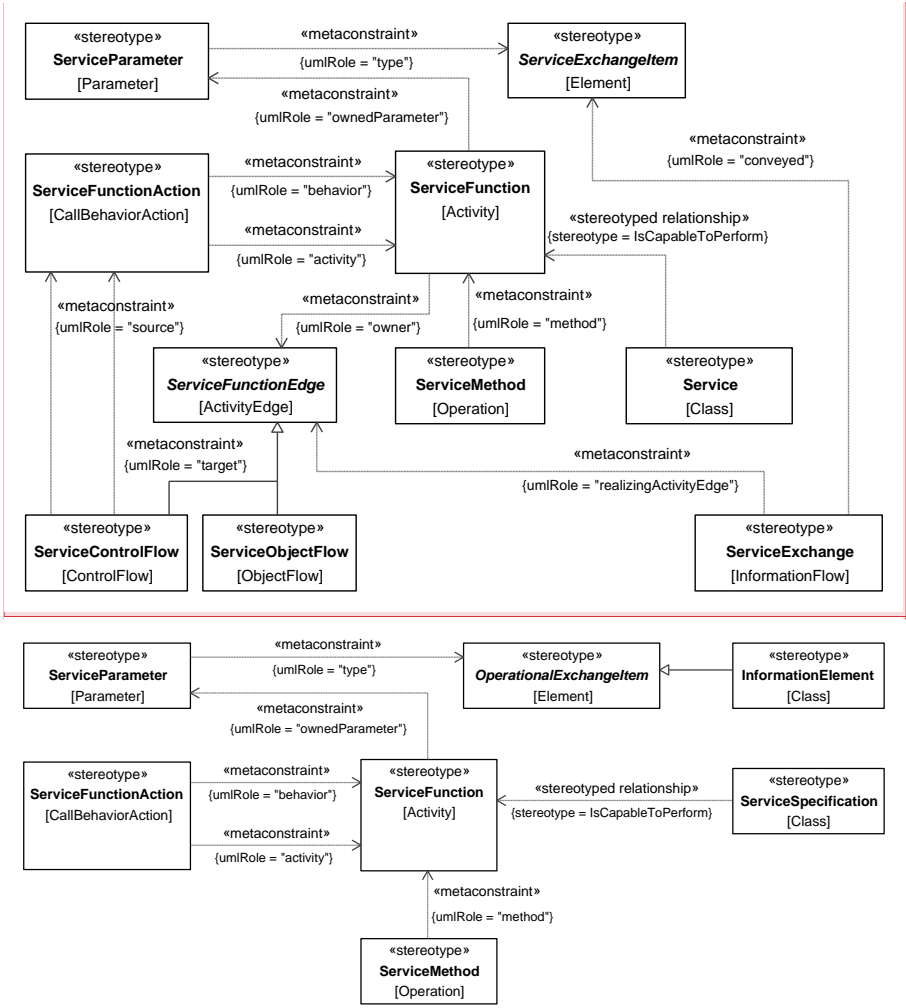 «stereotype»
ServiceParameter
[Parameter]
«metaconstraint»
{umlRole = "type"}
«stereotype»
ServiceExchangeItem
[Element]
«metaconstraint»
{umlRole = "ownedParameter"}
«metaconstraint»
{umlRole = "conveyed"}
«stereotype»
ServiceFunctionAction
[CallBehaviorAction]
«metaconstraint»
{umlRole = "behavior"}
«metaconstraint»
{umlRole = "activity"}
«stereotype»
ServiceFunction
[Activity]
«stereotyped relationship»
{stereotype = IsCapableToPerform}
«metaconstraint»
{umlRole = "source"}
«metaconstraint»
{umlRole = "owner"}
«metaconstraint»
{umlRole = "method"}
«stereotype»
ServiceFunctionEdge
[ActivityEdge]
«stereotype»
ServiceMethod
[Operation]
«stereotype»
Service
[Class]
«metaconstraint»
{umlRole = "target"}
«metaconstraint»
{umlRole = "realizingActivityEdge"}
«stereotype»
ServiceControlFlow
[ControlFlow]
«stereotype»
ServiceObjectFlow
[ObjectFlow]
«stereotype»
ServiceExchange
[InformationFlow]
«stereotype»
ServiceParameter
[Parameter]
«metaconstraint»
{umlRole = "type"}
«stereotype»
OperationalExchangeItem
[Element]
«stereotype»
InformationElement
[Class]
«metaconstraint»
{umlRole = "ownedParameter"}
«stereotype»
ServiceFunctionAction
[CallBehaviorAction]
«metaconstraint»
{umlRole = "behavior"}
«metaconstraint»
{umlRole = "activity"}
«stereotype»
ServiceFunction
[Activity]
«stereotyped relationship»
{stereotype = IsCapableToPerform}
«stereotype»
ServiceSpecification
[Class]
«metaconstraint»
{umlRole = "method"}
«stereotype»
ServiceMethod
[Operation]